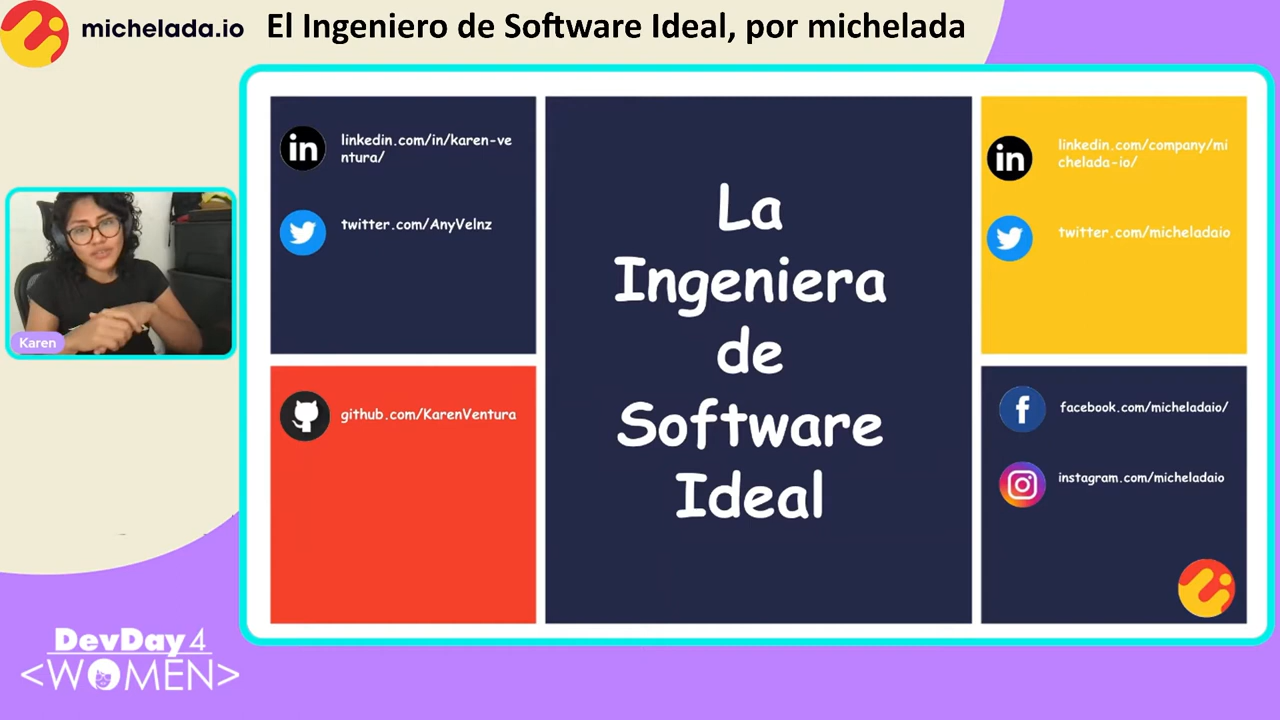 michelada.io
El Ingeniero de Software Ideal, por michelada
linkedin.com/in/karen-ve
ntura/
twitter.com/AnyVelnz
github.com/KarenVentura
La
Ingeniera
de
Software
Ideal
linkedin.com/company/mi
chelada-io/
twitter.com/micheladaio
facebook.com/micheladaio/
instagram.com/micheladaio
Karen
DevDay4
<WOMEN>